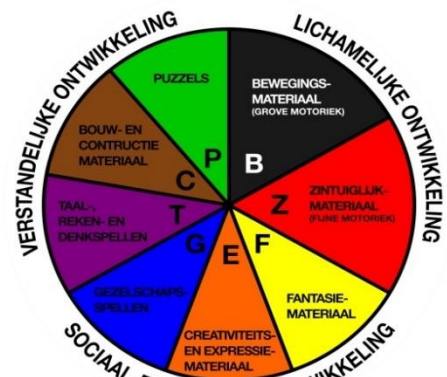 VERSTANDELIJKE ONTWIKKELING
LICHAMELIJKE ONTWIKKELING
PUZZELS
P
BEWEGINGS-
MATERIAAL
(GROVE MOTORIEK)
B
BOUW- EN
CONTRUCTIE
MATERIAAL
C
ZINTUIGLIJK-
MATERIAAL
(FIJNE MOTORIEK)
Z
TAAL-,
REKEN- EN
DENKSPELLEN
T
GEZELSCHAPS-
SPELLEN
G
CREATIVITEITS-
EN EXPRESSIE-
MATERIAAL
E
FANTASIE-
MATERIAAL
F
SOCIAAL